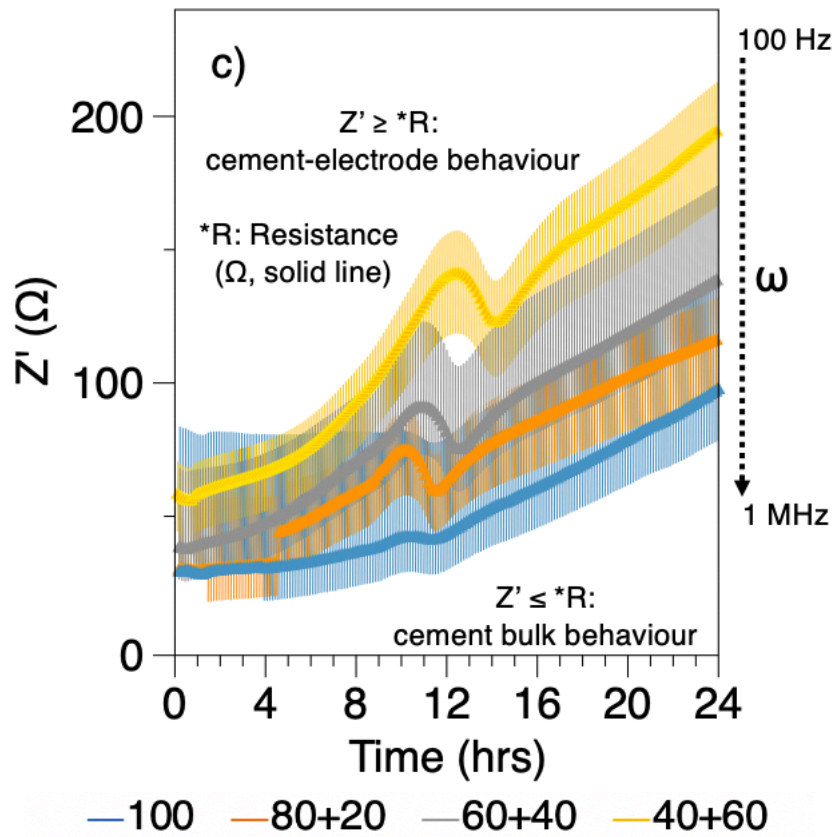 c)
100 Hz
200
Z' ≥ *R:
cement-electrode behaviour
*R: Resistance
(Ω, solid line)
ω
Z' (Ω)
100
1 MHz
Z' ≤ *R:
cement bulk behaviour
0
0 4 8 12 16 20 24
Time (hrs)
100 80+20 60+40 40+60